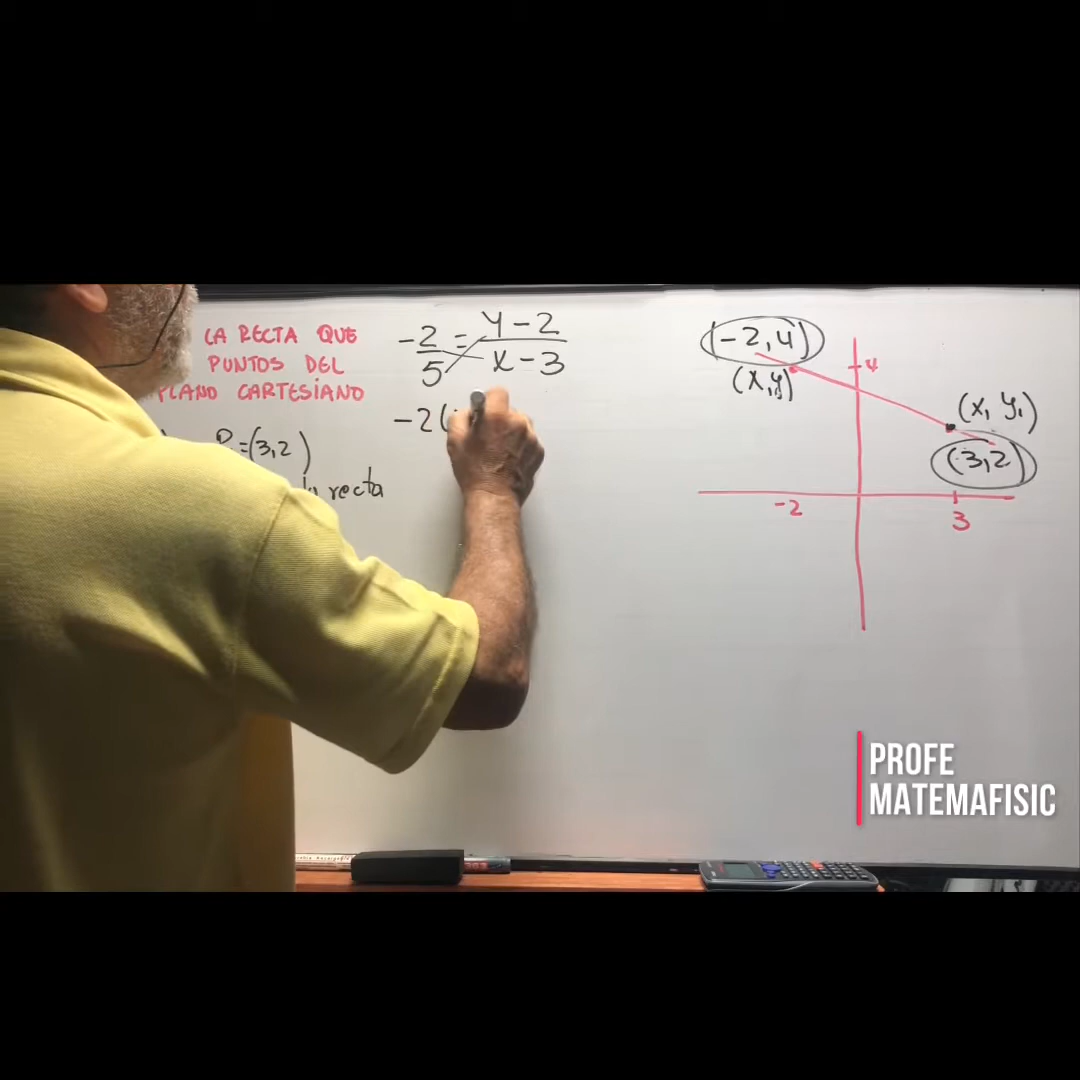 LA RECTA QUE
PUNTOS DEL
PLANO CARTESIANO
=(3,2)
recta
-2/5 = y-2/x-3
-2(
(-2,4)
(x,y)
4
(x, y₁)
(3,2)
-2
3
PROFE
MATEMAFISIC